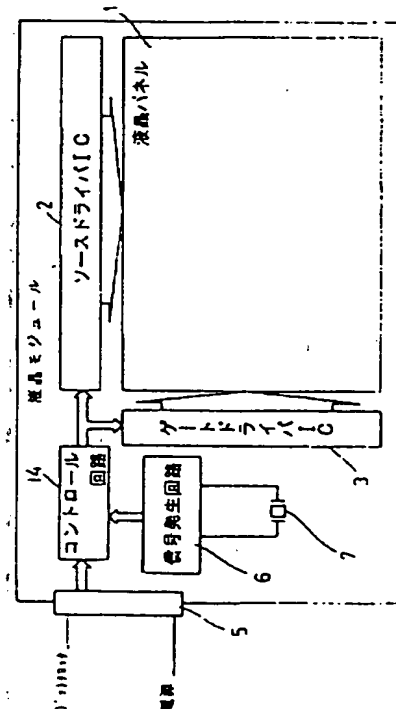 液晶モジュール
1
液晶パネル
2
ソースドライバIC
14
コントロール
回路
ゲートドライバIC
3
信号発生回路
6
7
5
電源